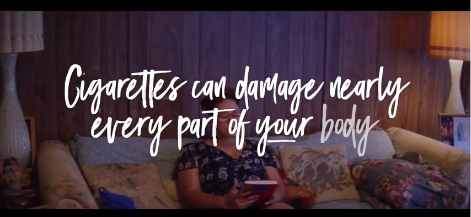 Cigarettes can damage nearly
every part of your body